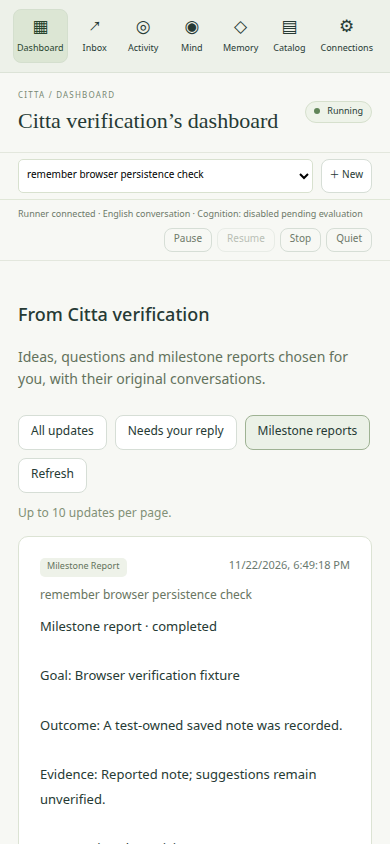 Dashboard
Inbox
Activity
Mind
Memory
Catalog
Connections
CITTA / DASHBOARD
Citta verification’s dashboard
Running
remember browser persistence check
+ New
Runner connected · English conversation · Cognition: disabled pending evaluation
Pause
Resume
Stop
Quiet
From Citta verification
Ideas, questions and milestone reports chosen for
you, with their original conversations.
All updates
Needs your reply
Milestone reports
Refresh
Up to 10 updates per page.
Milestone Report
11/22/2026, 6:49:18 PM
remember browser persistence check
Milestone report · completed
Goal: Browser verification fixture
Outcome: A test-owned saved note was recorded.
Evidence: Reported note; suggestions remain
unverified.